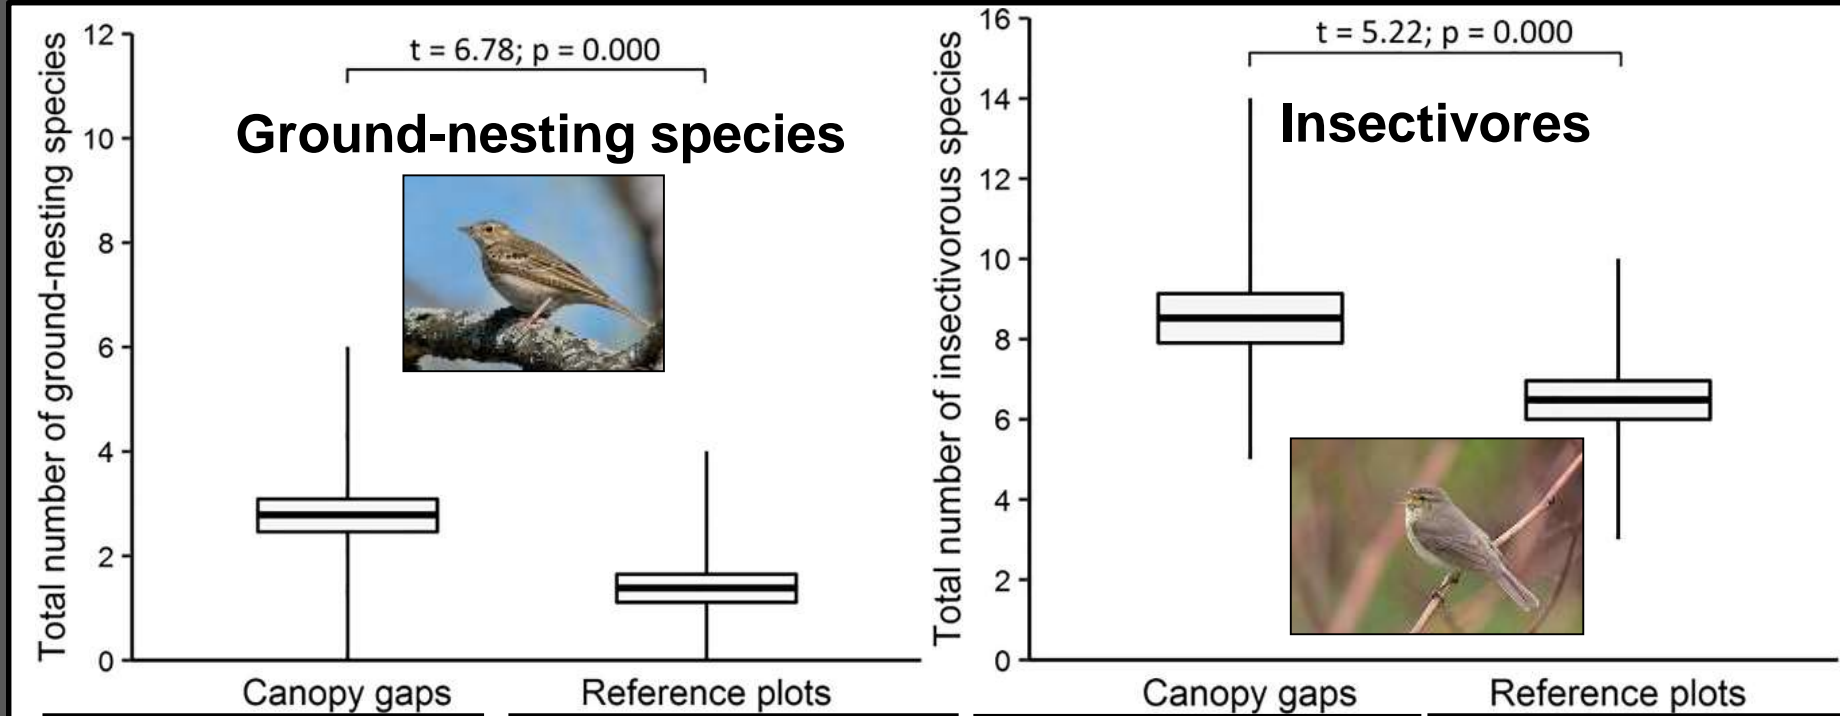 Total number of ground-nesting species
12
10
8
6
4
2
0
t = 6.78; p = 0.000
Ground-nesting species
Canopy gaps
Reference plots
Total number of insectivorous species
16
14
12
10
8
6
4
2
0
t = 5.22; p = 0.000
Insectivores
Canopy gaps
Reference plots